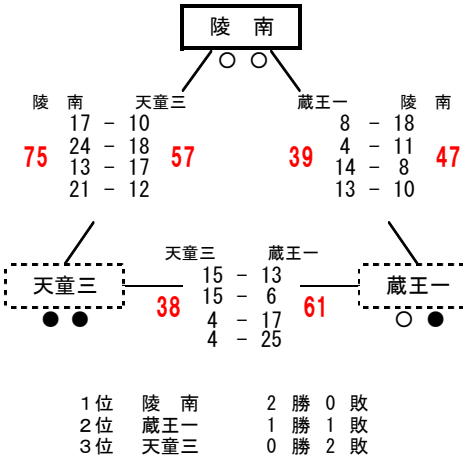 陵 南
○ ○
陵 南 天童三 蔵王一 陵 南
17 - 10 8 - 18
24 - 18 4 - 11
75 57 39 47
13 - 17 14 - 8
21 - 12 13 - 10
天童三 蔵王一
15 - 13
天童三 蔵王一
15 - 6
38 61
4 - 17
● ● ○ ●
4 - 25
1位 陵 南 2 勝 0 敗
2位 蔵王一 1 勝 1 敗
3位 天童三 0 勝 2 敗